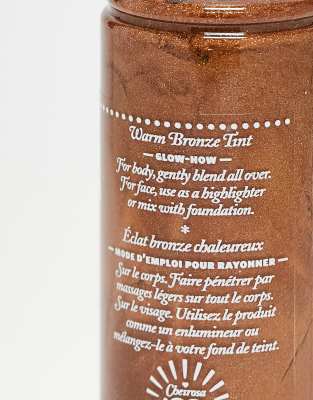 Warm Bronze Tint
— GLOW-HOW —
For body, gently blend all over.
For face, use as a highlighter
or mix with foundation.
*
Éclat bronze chaleureux
—MODE D'EMPLOI POUR RAYONNER—
Sur le corps. Faire pénétrer par
massages légers sur tout le corps.
Sur le visage. Utilisez le produit
comme un enlumineur ou
mélangez-le à votre fond de teint.
Cheirosa